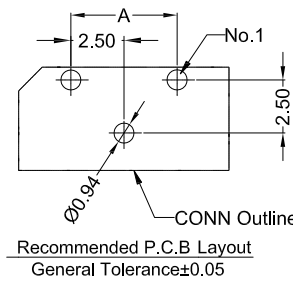 A
2.50
No.1
2.50
Ø0.94
CONN Outline
Recommended P.C.B Layout
General Tolerance±0.05